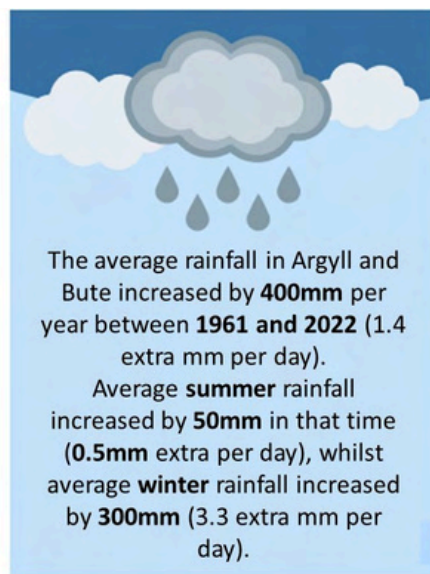 The average rainfall in Argyll and
Bute increased by 400mm per
year between 1961 and 2022 (1.4
extra mm per day).
Average summer rainfall
increased by 50mm in that time
(0.5mm extra per day), whilst
average winter rainfall increased
by 300mm (3.3 extra mm per
day).